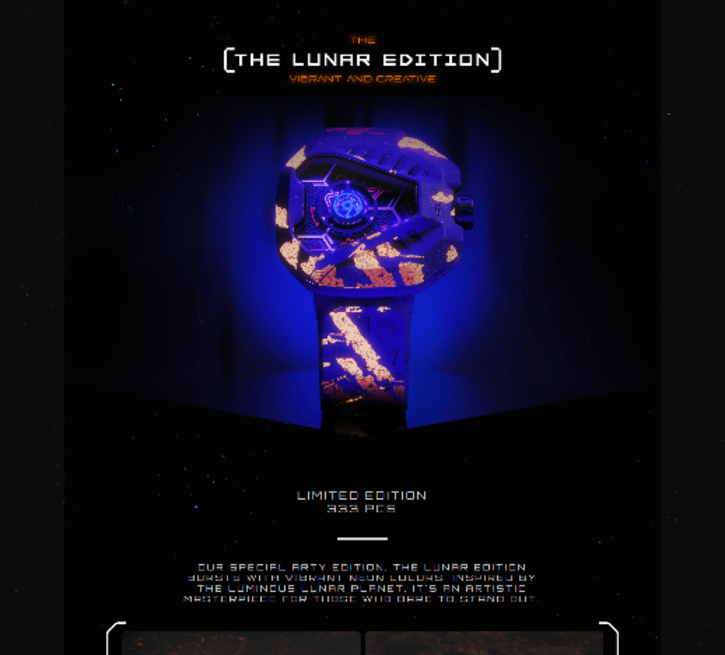 THE
[THE LUNAR EDITION]
VIBRANT AND CREATIVE
LIMITED EDITION
333 PCS
OUR SPECIAL ARTY EDITION, THE LUNAR EDITION
BURSTS WITH VIBRANT NEON COLORS. INSPIRED BY
THE LUMINOUS LUNAR PLANET, IT'S AN ARTISTIC
MASTERPIECE FOR THOSE WHO DARE TO STAND OUT.